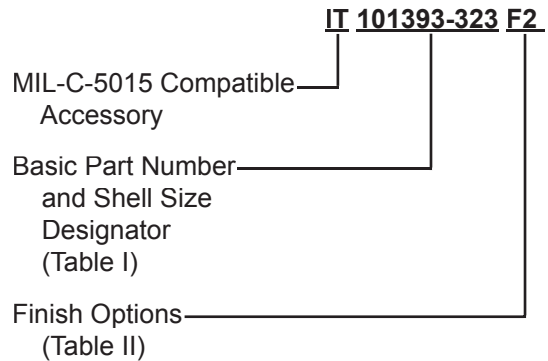 IT 101393-323 F2
MIL-C-5015 Compatible
Accessory
Basic Part Number
and Shell Size
Designator
(Table I)
Finish Options
(Table II)